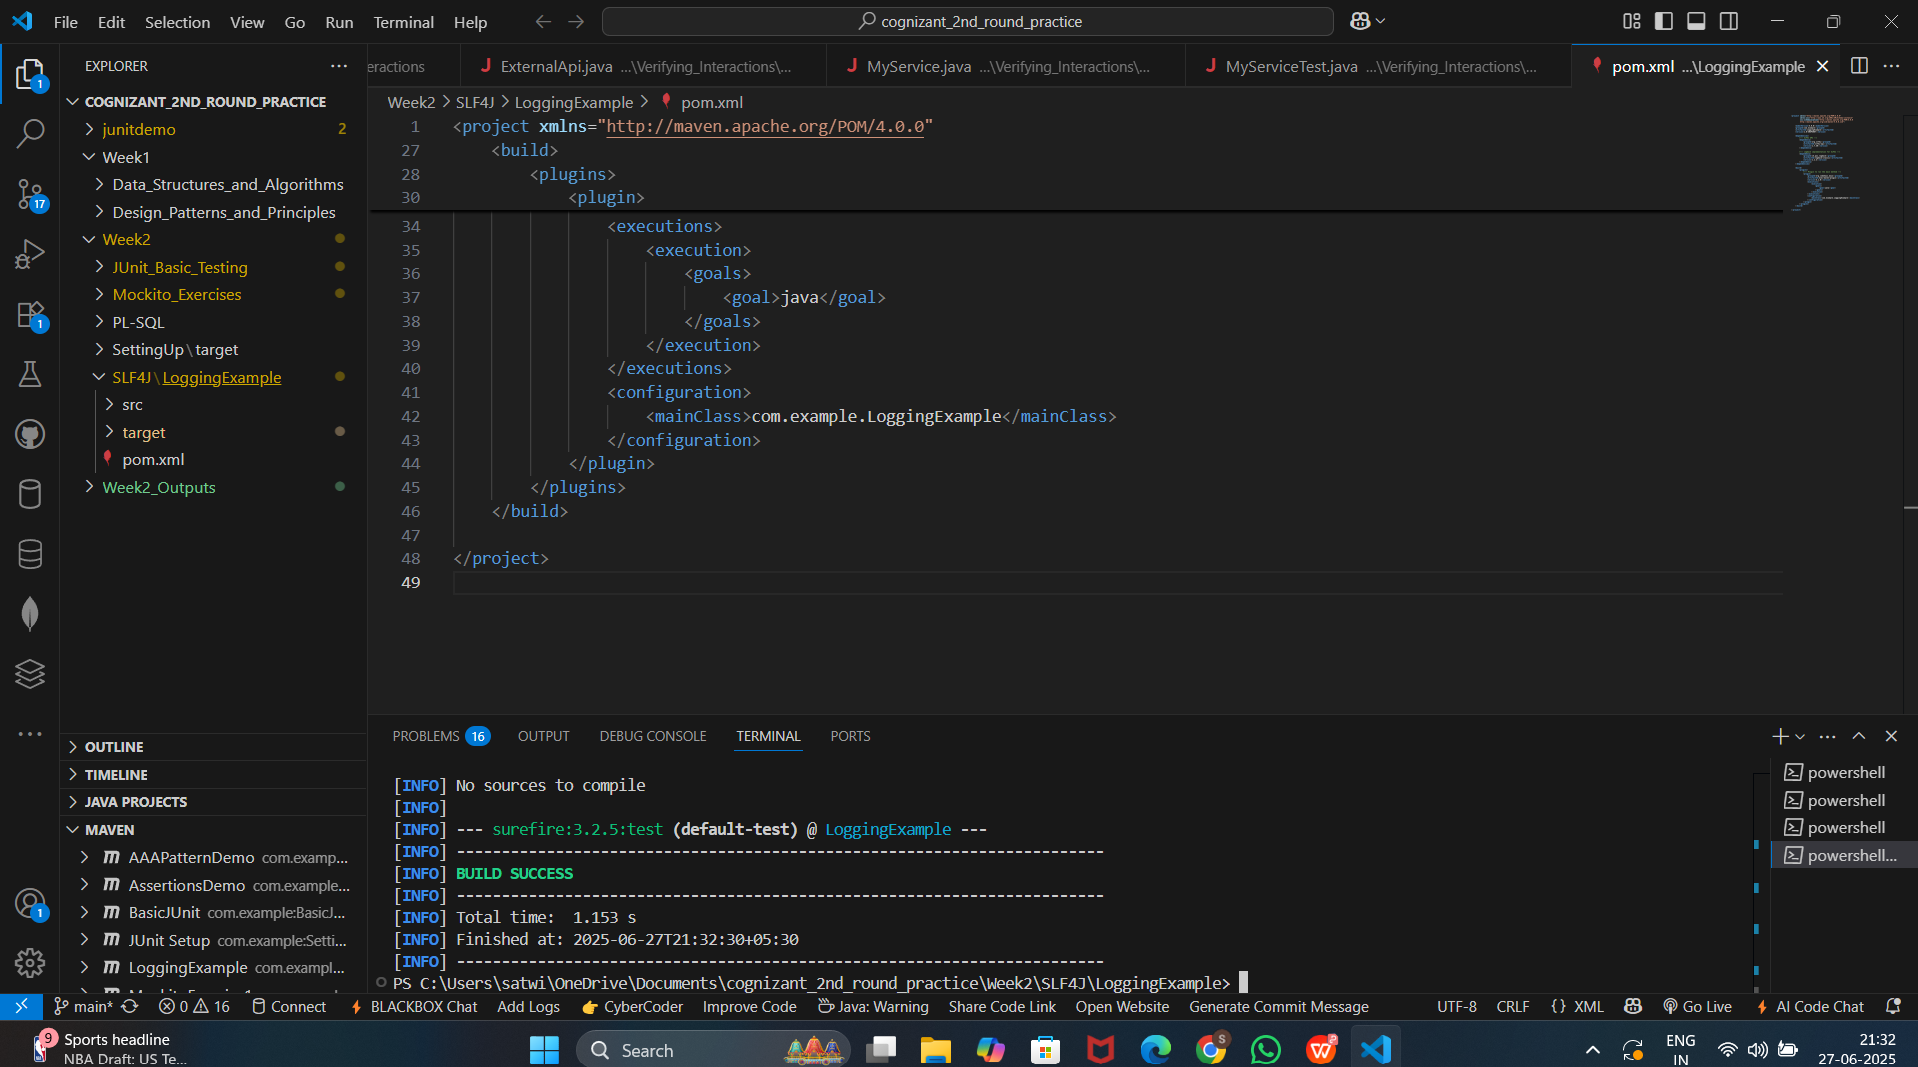 File Edit Selection View Go Run Terminal Help
cognizant_2nd_round_practice
EXPLORER
eractions
ExternalApi.java ...\Verifying_Interactions\...
MyService.java ...\Verifying_Interactions\...
MyServiceTest.java ...\Verifying_Interactions\...
pom.xml ...\LoggingExample
COGNIZANT_2ND_ROUND_PRACTICE
junitdemo 2
Week1
Data_Structures_and_Algorithms
Design_Patterns_and_Principles
Week2
JUnit_Basic_Testing
Mockito_Exercises
PL-SQL
SettingUp\target
SLF4J\LoggingExample
src
target
pom.xml
Week2_Outputs
OUTLINE
TIMELINE
JAVA PROJECTS
MAVEN
AAAPatternDemo com.examp...
AssertionsDemo com.example...
BasicJUnit com.example:BasicJ...
JUnit Setup com.example:Setti...
LoggingExample com.exampl...
1
17
1
1
Week2 > SLF4J > LoggingExample > pom.xml
1 <project xmlns="http://maven.apache.org/POM/4.0.0"
27 <build>
28 <plugins>
30 <plugin>
34 <executions>
35 <execution>
36 <goals>
37 <goal>java</goal>
38 </goals>
39 </execution>
40 </executions>
41 <configuration>
42 <mainClass>com.example.LoggingExample</mainClass>
43 </configuration>
44 </plugin>
45 </plugins>
46 </build>
47
48 </project>
49
PROBLEMS 16 OUTPUT DEBUG CONSOLE TERMINAL PORTS
[INFO] No sources to compile
[INFO]
[INFO] --- surefire:3.2.5:test (default-test) @ LoggingExample ---
[INFO] ------------------------------------------------------------------------
[INFO] BUILD SUCCESS
[INFO] ------------------------------------------------------------------------
[INFO] Total time:  1.153 s
[INFO] Finished at: 2025-06-27T21:32:30+05:30
[INFO] ------------------------------------------------------------------------
PS C:\Users\satwi\OneDrive\Documents\cognizant_2nd_round_practice\Week2\SLF4J\LoggingExample>
powershell
powershell
powershell
powershell...
main* 0 16 Connect BLACKBOX Chat Add Logs CyberCoder Improve Code Java: Warning Share Code Link Open Website Generate Commit Message UTF-8 CRLF {} XML Go Live AI Code Chat
9
Sports headline
NBA Draft: US Te...
Search
S
ENG
IN
21:32
27-06-2025